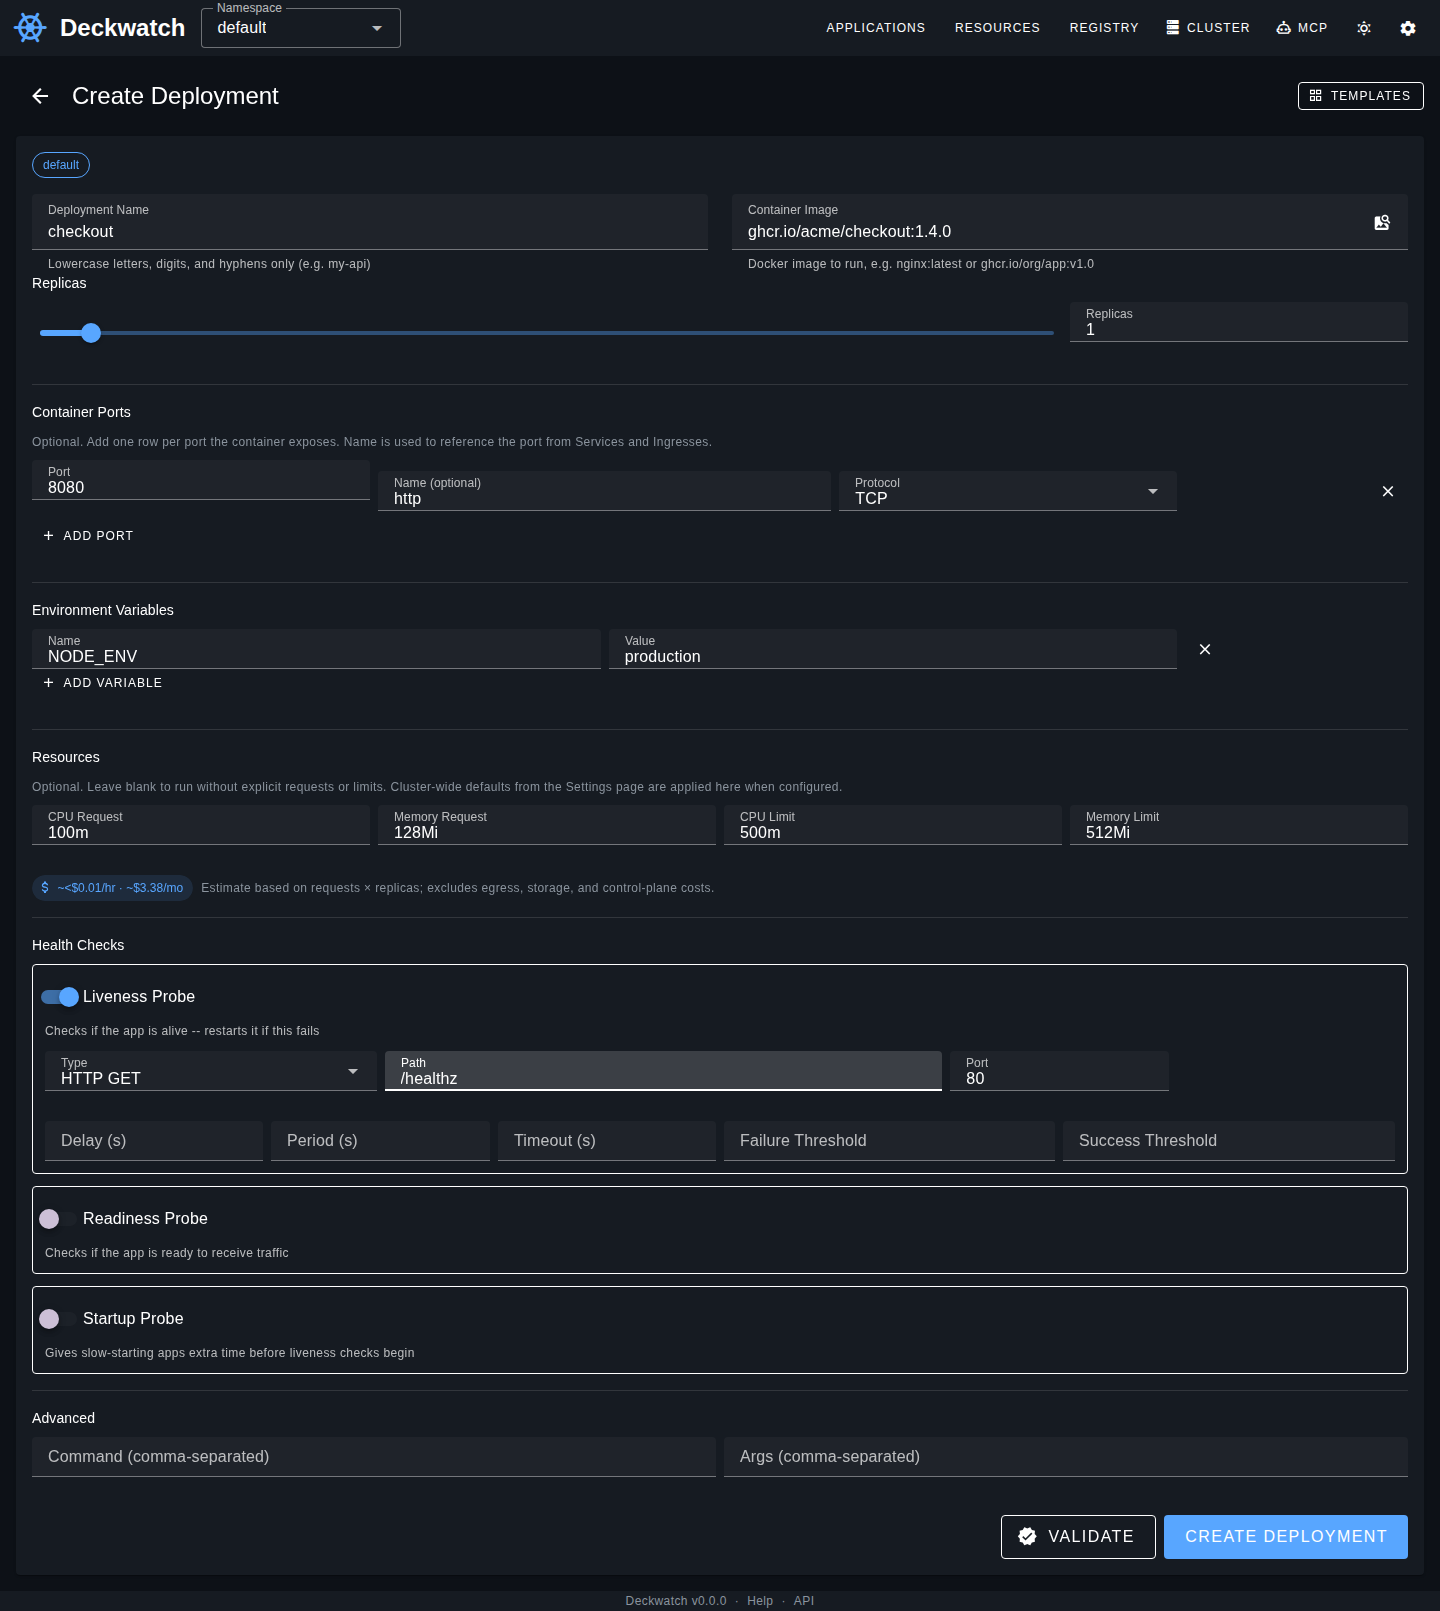 Deckwatch
Namespace
default
APPLICATIONS
RESOURCES
REGISTRY
CLUSTER
MCP
Create Deployment
TEMPLATES
default
Deployment Name
checkout
Lowercase letters, digits, and hyphens only (e.g. my-api)
Container Image
ghcr.io/acme/checkout:1.4.0
Docker image to run, e.g. nginx:latest or ghcr.io/org/app:v1.0
Replicas
Replicas
1
Container Ports
Optional. Add one row per port the container exposes. Name is used to reference the port from Services and Ingresses.
Port
8080
Name (optional)
http
Protocol
TCP
ADD PORT
Environment Variables
Name
NODE_ENV
Value
production
ADD VARIABLE
Resources
Optional. Leave blank to run without explicit requests or limits. Cluster-wide defaults from the Settings page are applied here when configured.
CPU Request
100m
Memory Request
128Mi
CPU Limit
500m
Memory Limit
512Mi
$ ~<$0.01/hr · ~$3.38/mo
Estimate based on requests × replicas; excludes egress, storage, and control-plane costs.
Health Checks
Liveness Probe
Checks if the app is alive -- restarts it if this fails
Type
HTTP GET
Path
/healthz
Port
80
Delay (s)
Period (s)
Timeout (s)
Failure Threshold
Success Threshold
Readiness Probe
Checks if the app is ready to receive traffic
Startup Probe
Gives slow-starting apps extra time before liveness checks begin
Advanced
Command (comma-separated)
Args (comma-separated)
VALIDATE
CREATE DEPLOYMENT
Deckwatch v0.0.0 · Help · API